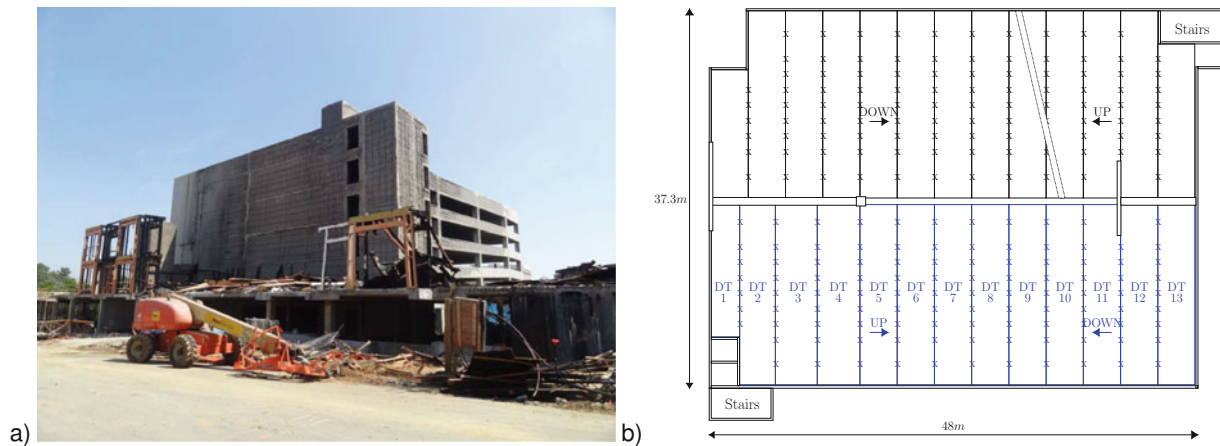 Stairs
DOWN
UP
37.3m
DT 1
DT 2
DT 3
DT 4
DT 5
DT 6
DT 7
DT 8
DT 9
DT 10
DT 11
DT 12
DT 13
UP
DOWN
Stairs
48m
a)
b)